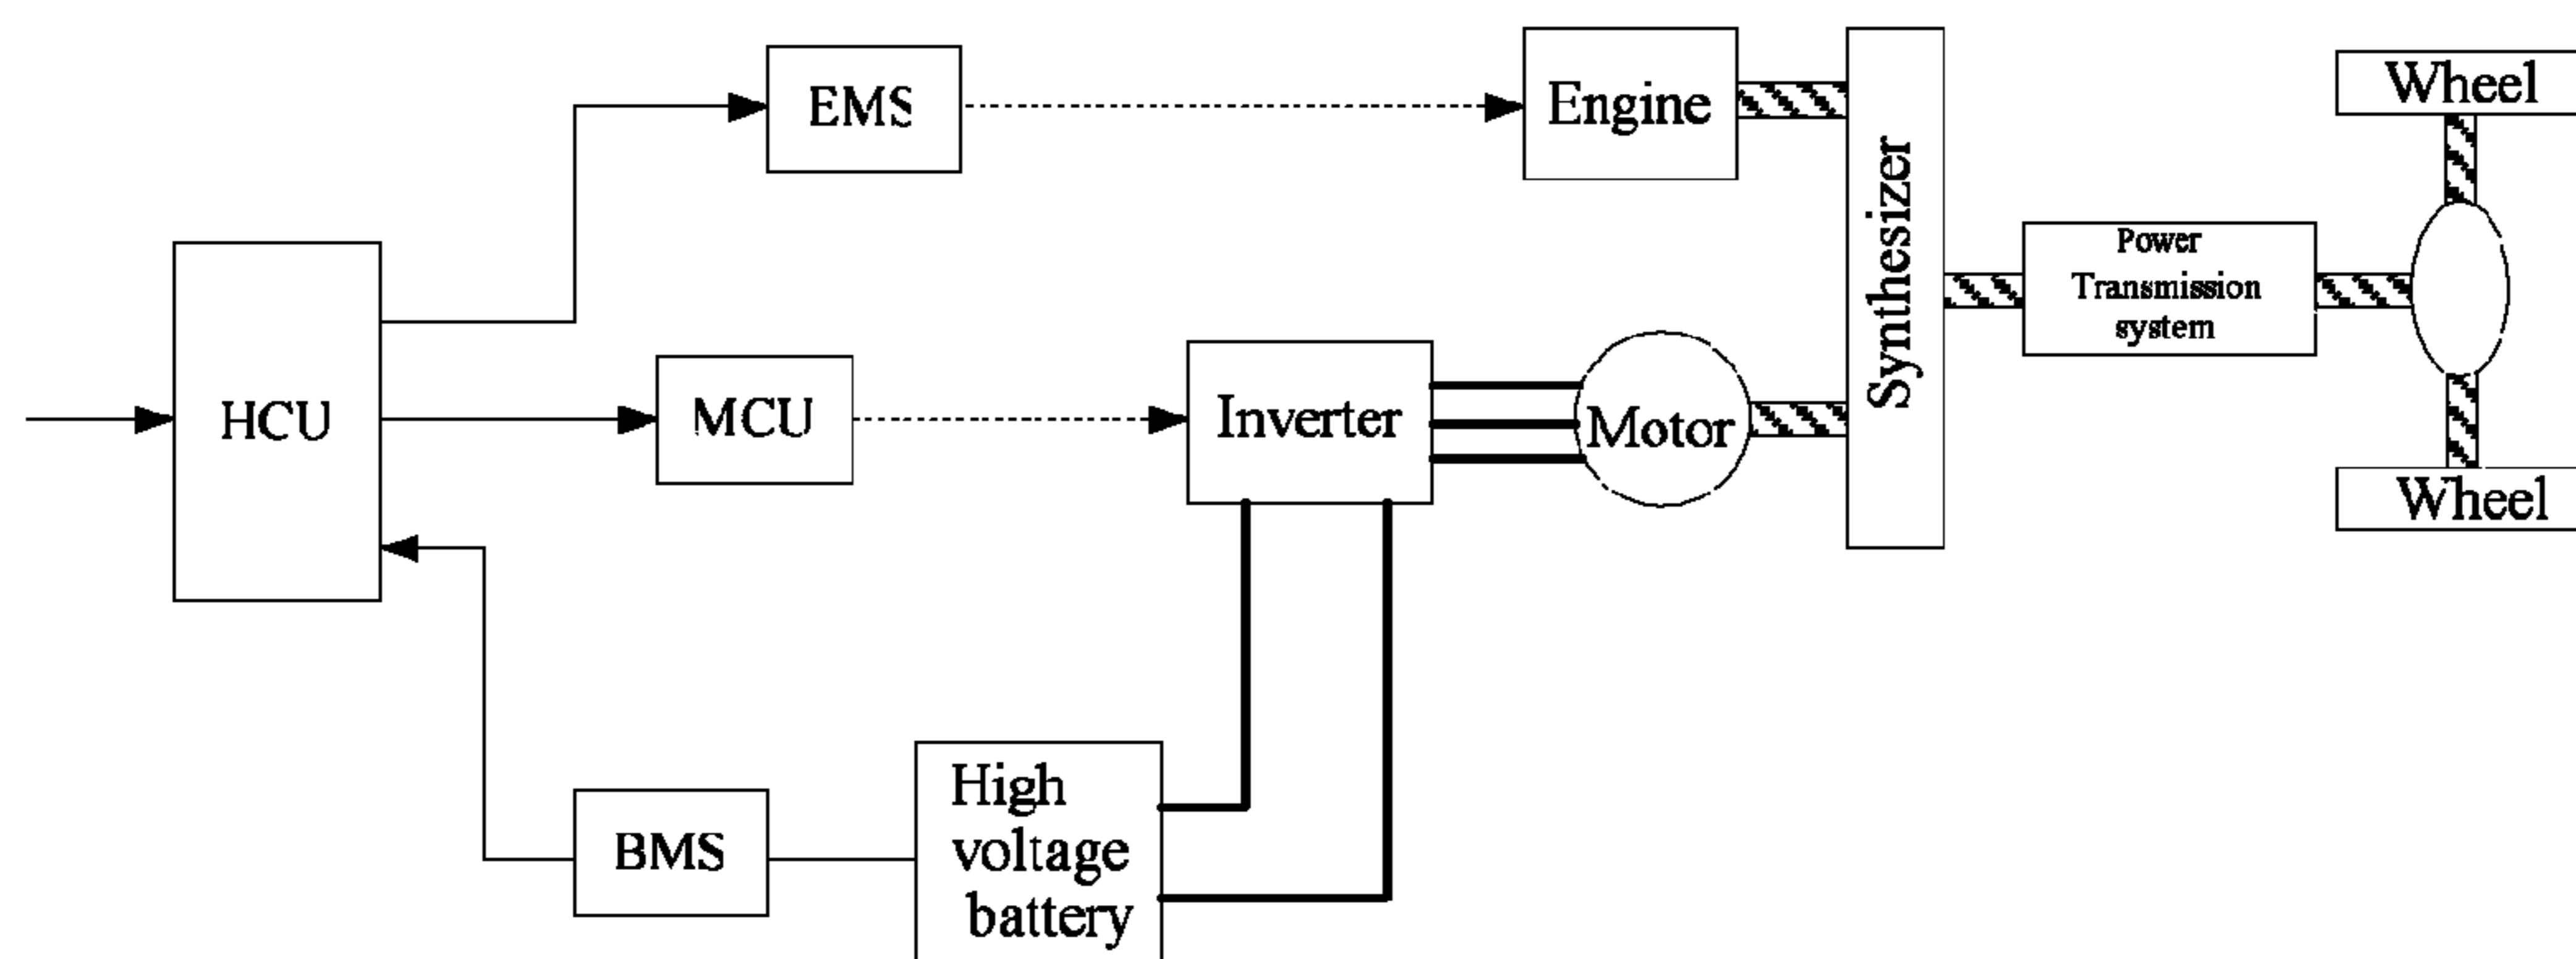 EMS
Engine
Wheel
Synthesizer
Power
Transmission
system
HCU
MCU
Inverter
Motor
Wheel
High
voltage
battery
BMS